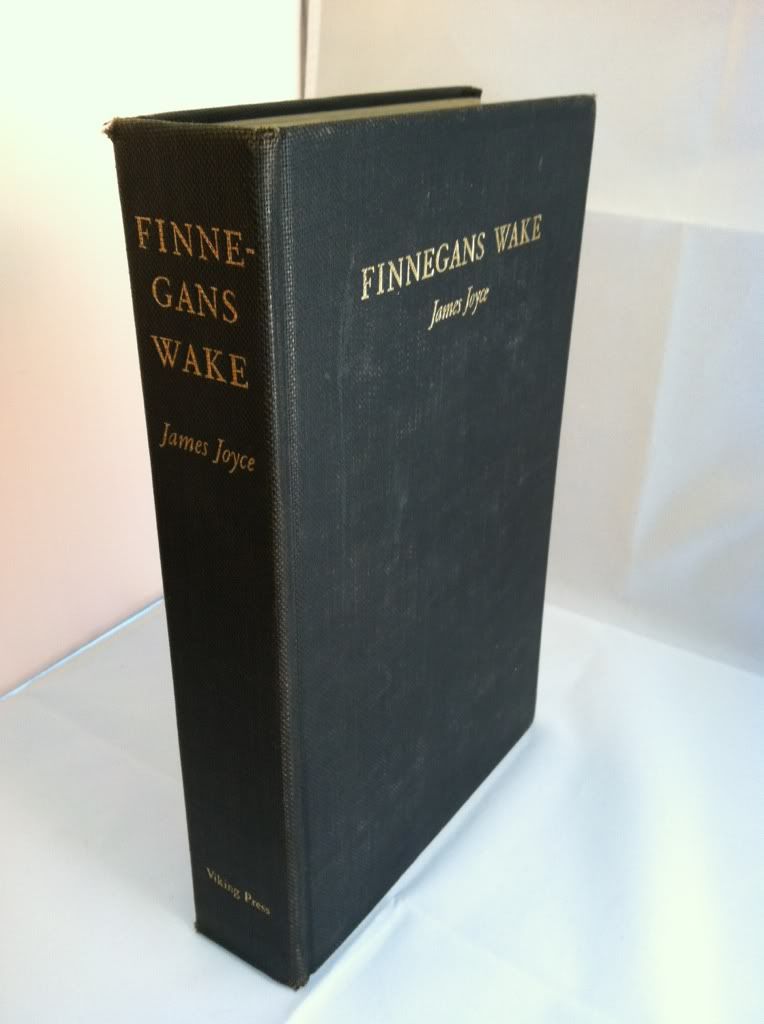 FINNE-
GANS
WAKE
James Joyce
Viking Press
FINNEGANS WAKE
James Joyce